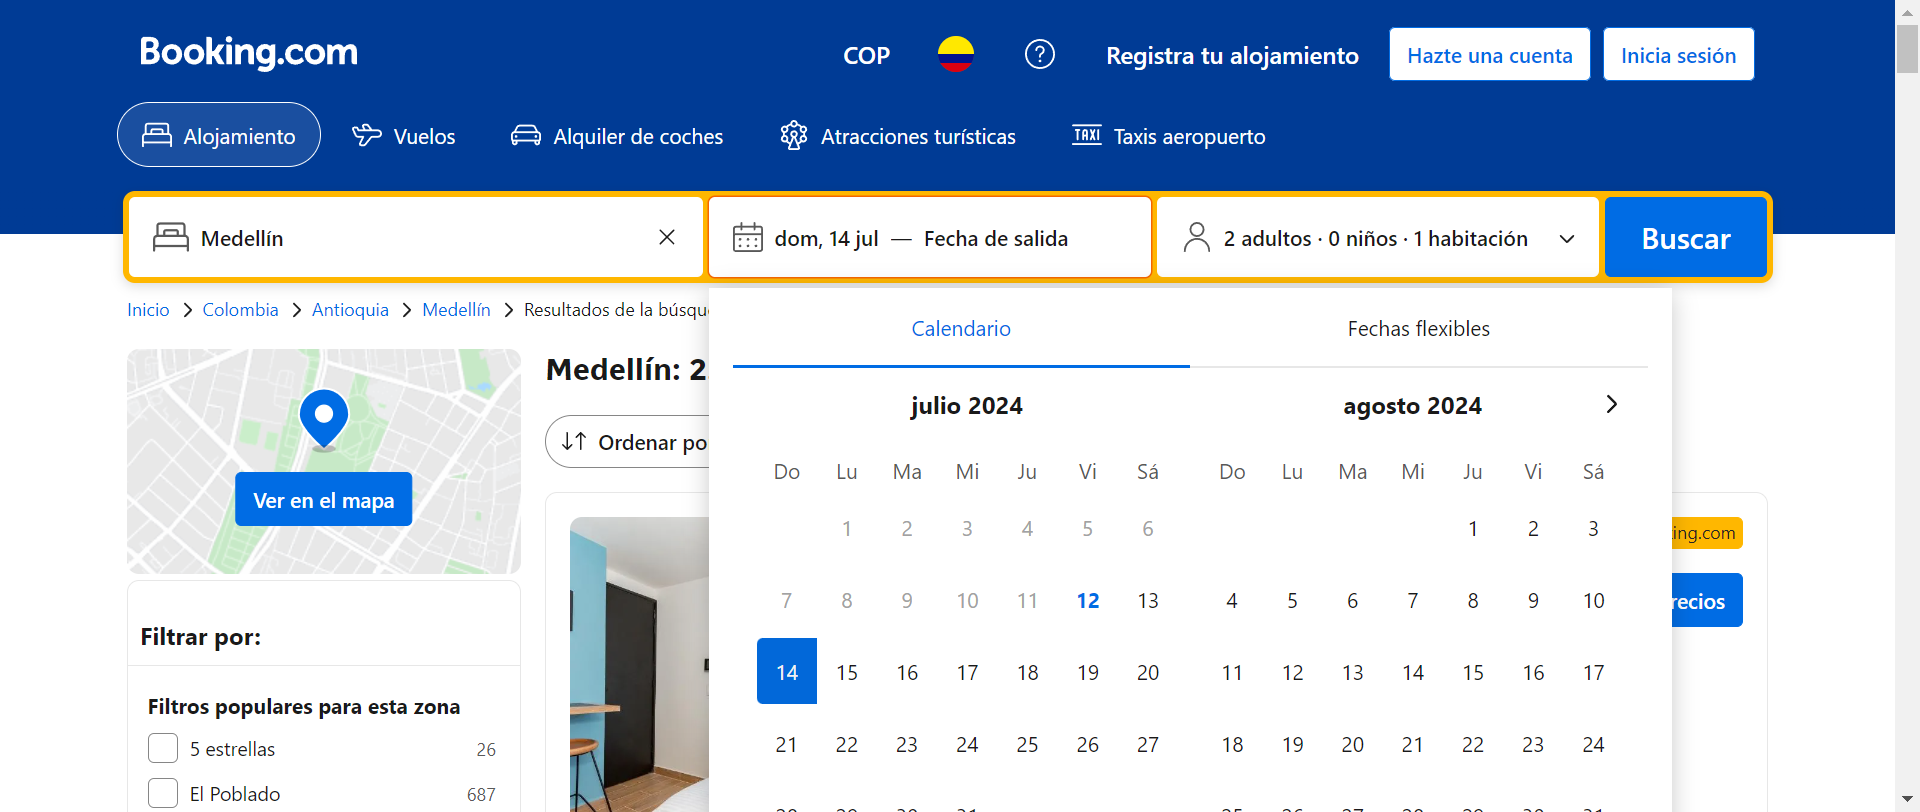 Booking.com
COP
Registra tu alojamiento
Hazte una cuenta
Inicia sesión
Alojamiento
Vuelos
Alquiler de coches
Atracciones turísticas
TAXI
Taxis aeropuerto
Medellín
dom, 14 jul — Fecha de salida
2 adultos · 0 niños · 1 habitación
Buscar
Inicio > Colombia > Antioquia > Medellín > Resultados de la búsqu
Ver en el mapa
Filtrar por:
Filtros populares para esta zona
5 estrellas 26
El Poblado 687
Medellín: 2
Ordenar po
Calendario
Fechas flexibles
julio 2024
Do Lu Ma Mi Ju Vi Sá
1 2 3 4 5 6
7 8 9 10 11 12 13
14 15 16 17 18 19 20
21 22 23 24 25 26 27
agosto 2024
Do Lu Ma Mi Ju Vi Sá
1 2 3
4 5 6 7 8 9 10
11 12 13 14 15 16 17
18 19 20 21 22 23 24
ing.com
recios